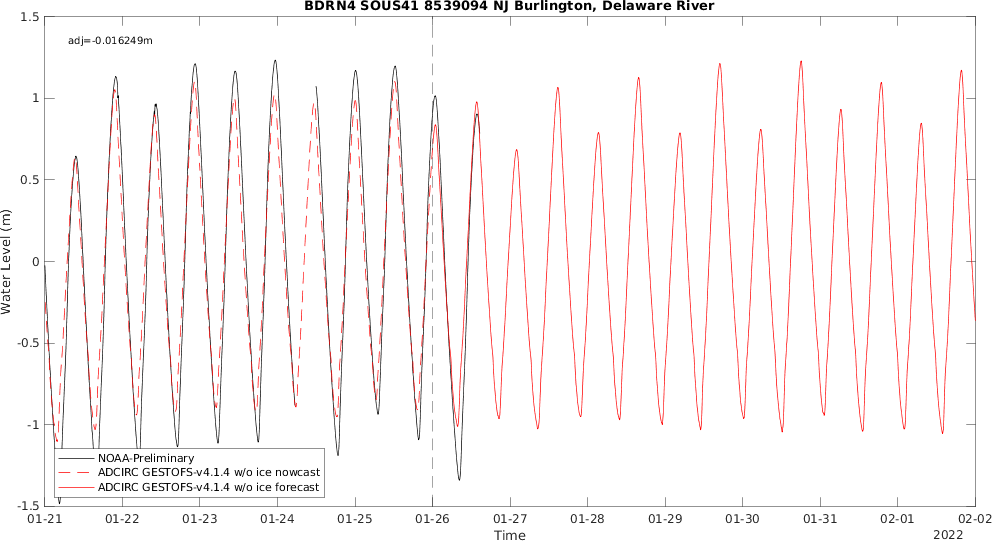 BDRN4 SOUS41 8539094 NJ Burlington, Delaware River
adj=-0.016249m
1.5
1
0.5
0
-0.5
-1
-1.5
Water Level (m)
NOAA-Preliminary
ADCIRC GESTOFS-v4.1.4 w/o ice nowcast
ADCIRC GESTOFS-v4.1.4 w/o ice forecast
01-21 01-22 01-23 01-24 01-25 01-26 01-27 01-28 01-29 01-30 01-31 02-01 02-02
Time
2022